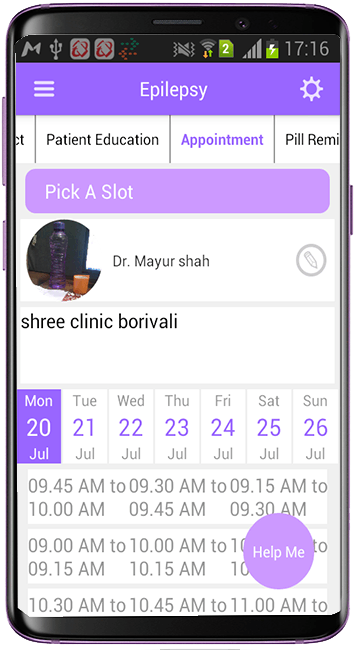 17:16
2
Epilepsy
ct Patient Education Appointment Pill Remi
Pick A Slot
Dr. Mayur shah
shree clinic borivali
Mon Tue Wed Thu Fri Sat Sun
20 21 22 23 24 25 26
Jul Jul Jul Jul Jul Jul Jul
09.45 AM to 09.30 AM to 09.15 AM to
10.00 AM 09.45 AM 09.30 AM
09.00 AM to 10.00 AM to
09.15 AM 10.15 AM
Help Me
10.30 AM to 10.45 AM to 11.00 AM to